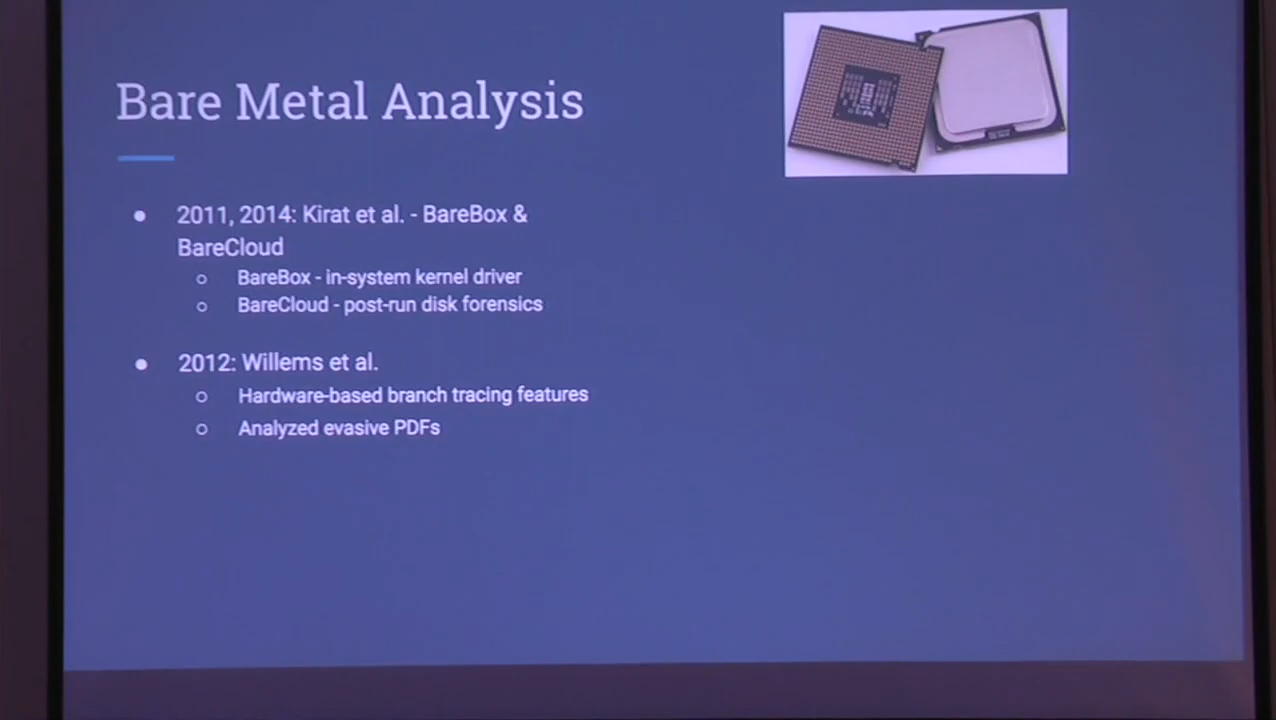 Bare Metal Analysis
● 2011, 2014: Kirat et al. - BareBox &
BareCloud
○ BareBox - in-system kernel driver
○ BareCloud - post-run disk forensics
● 2012: Willems et al.
○ Hardware-based branch tracing features
○ Analyzed evasive PDFs